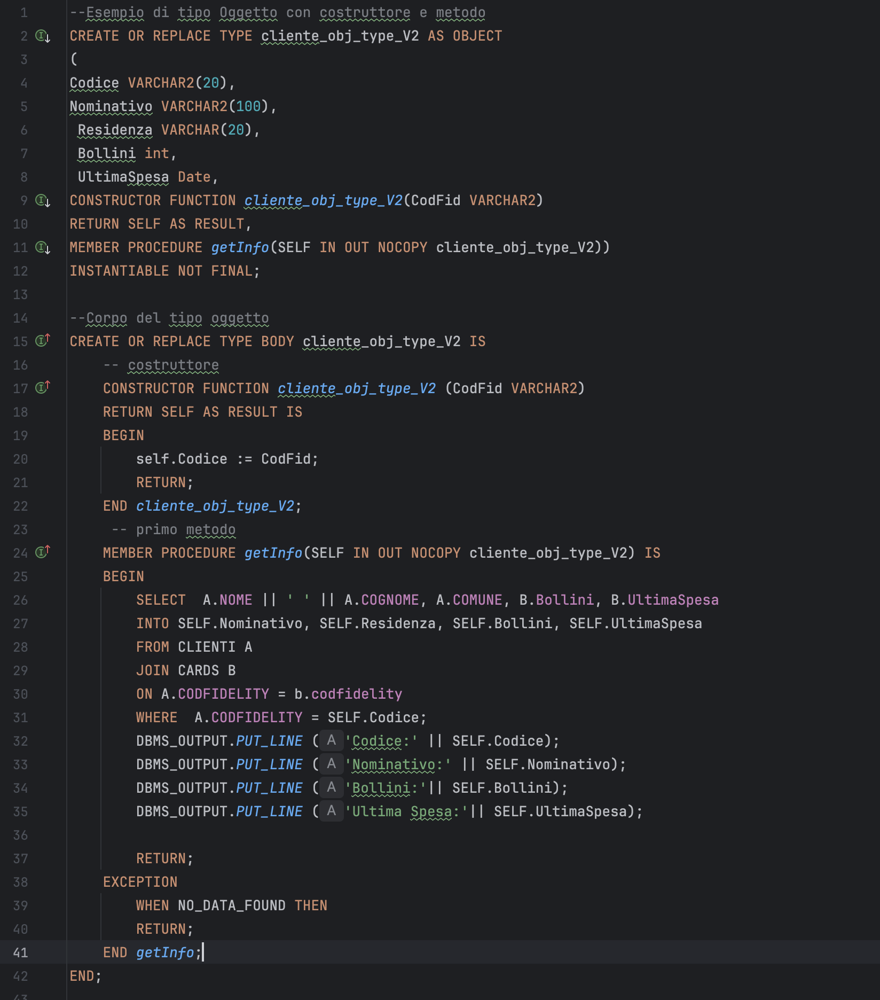 1 --Esempio di tipo Oggetto con costruttore e metodo
2 CREATE OR REPLACE TYPE cliente_obj_type_V2 AS OBJECT
3 (
4 Codice VARCHAR2(20),
5 Nominativo VARCHAR2(100),
6  Residenza VARCHAR(20),
7  Bollini int,
8  UltimaSpesa Date,
9 CONSTRUCTOR FUNCTION cliente_obj_type_V2(CodFid VARCHAR2)
10 RETURN SELF AS RESULT,
11 MEMBER PROCEDURE getInfo(SELF IN OUT NOCOPY cliente_obj_type_V2))
12 INSTANTIABLE NOT FINAL;
13
14 --Corpo del tipo oggetto
15 CREATE OR REPLACE TYPE BODY cliente_obj_type_V2 IS
16     -- costruttore
17     CONSTRUCTOR FUNCTION cliente_obj_type_V2 (CodFid VARCHAR2)
18     RETURN SELF AS RESULT IS
19     BEGIN
20         self.Codice := CodFid;
21         RETURN;
22     END cliente_obj_type_V2;
23      -- primo metodo
24     MEMBER PROCEDURE getInfo(SELF IN OUT NOCOPY cliente_obj_type_V2) IS
25     BEGIN
26         SELECT  A.NOME || ' ' || A.COGNOME, A.COMUNE, B.Bollini, B.UltimaSpesa
27         INTO SELF.Nominativo, SELF.Residenza, SELF.Bollini, SELF.UltimaSpesa
28         FROM CLIENTI A
29         JOIN CARDS B
30         ON A.CODFIDELITY = b.codfidelity
31         WHERE  A.CODFIDELITY = SELF.Codice;
32         DBMS_OUTPUT.PUT_LINE ( A 'Codice:' || SELF.Codice);
33         DBMS_OUTPUT.PUT_LINE ( A 'Nominativo:' || SELF.Nominativo);
34         DBMS_OUTPUT.PUT_LINE ( A 'Bollini:'|| SELF.Bollini);
35         DBMS_OUTPUT.PUT_LINE ( A 'Ultima Spesa:'|| SELF.UltimaSpesa);
36
37         RETURN;
38     EXCEPTION
39         WHEN NO_DATA_FOUND THEN
40         RETURN;
41     END getInfo;
42 END;
43